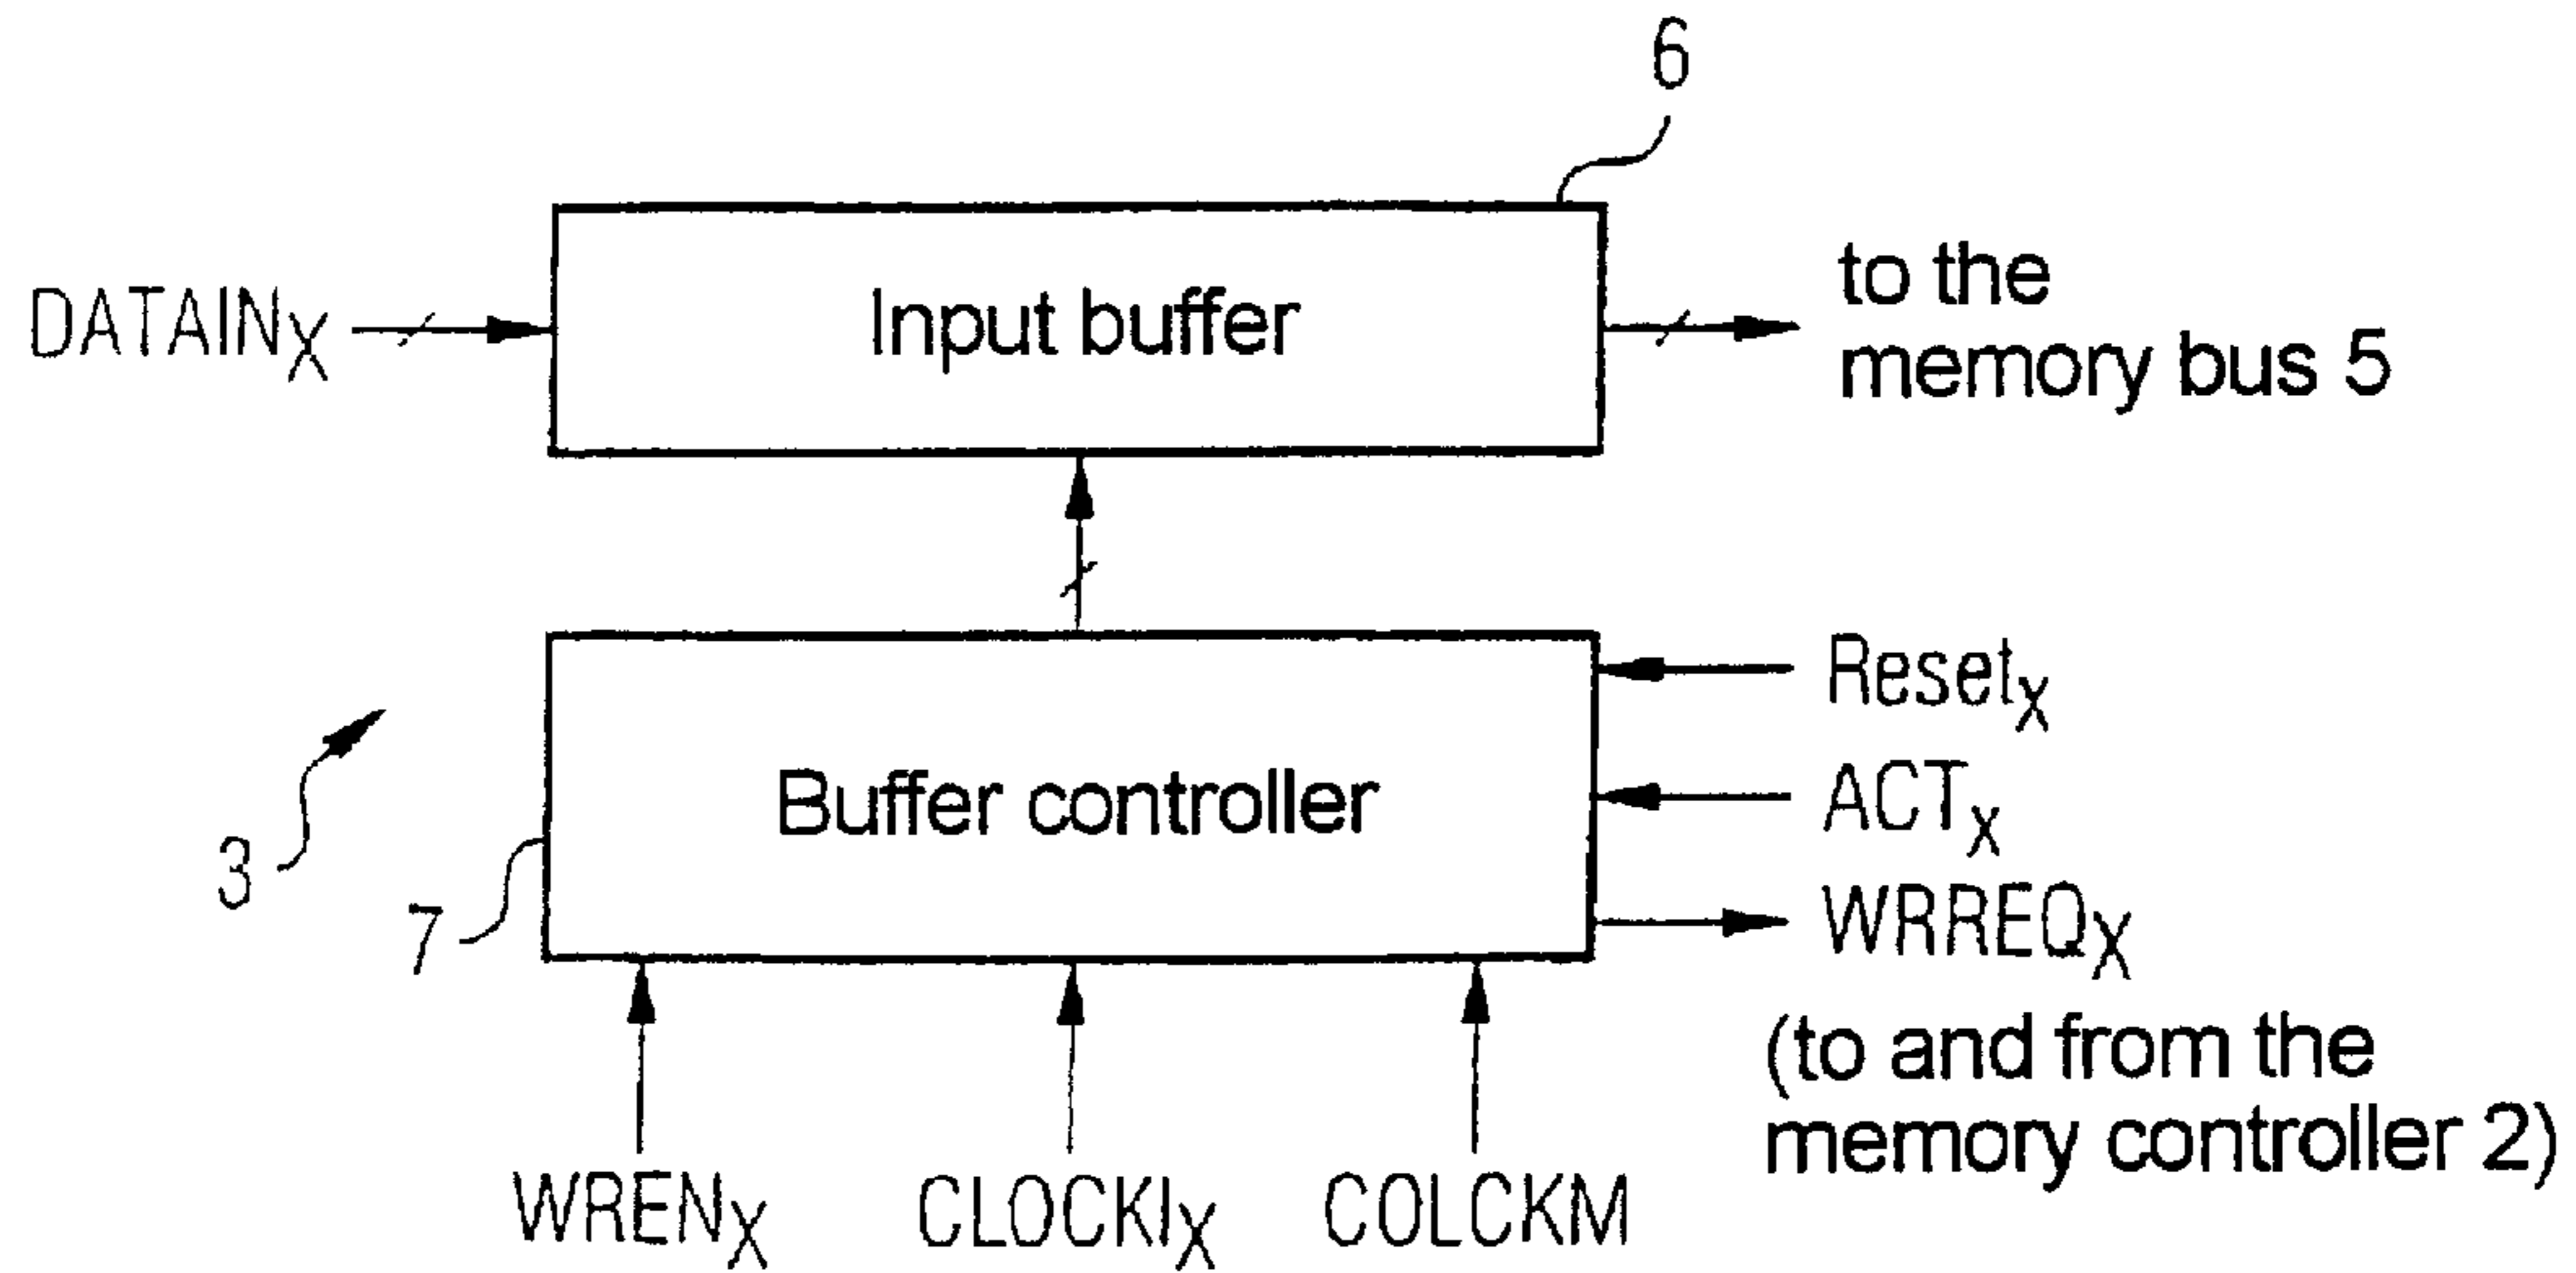 6
DATAINX
Input buffer
to the
memory bus 5
3
7
Buffer controller
ResetX
ACTX
WRREQX
(to and from the
memory controller 2)
WRENX
CLOCKIX
COLCKM